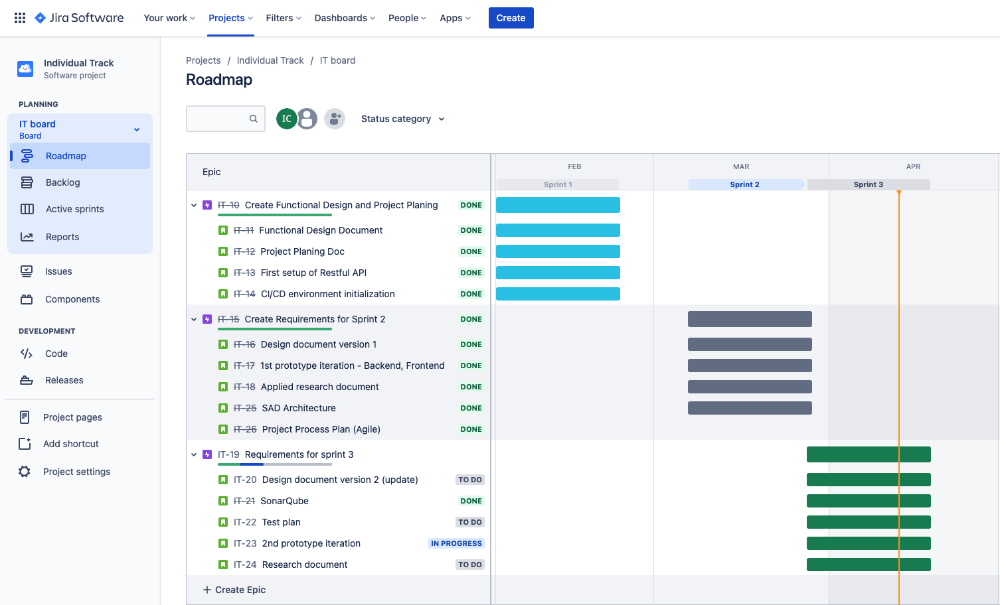 Jira Software Your work Projects Filters Dashboards People Apps Create
Individual Track
Software project
PLANNING
IT board
Board
Roadmap
Backlog
Active sprints
Reports
Issues
Components
DEVELOPMENT
Code
Releases
Project pages
Add shortcut
Project settings
Projects / Individual Track / IT board
Roadmap
IC Status category
Epic
FEB MAR APR
Sprint 1 Sprint 2 Sprint 3
IT-10 Create Functional Design and Project Planing DONE
IT-11 Functional Design Document DONE
IT-12 Project Planing Doc DONE
IT-13 First setup of Restful API DONE
IT-14 CI/CD environment initialization DONE
IT-15 Create Requirements for Sprint 2 DONE
IT-16 Design document version 1 DONE
IT-17 1st prototype iteration - Backend, Frontend DONE
IT-18 Applied research document DONE
IT-25 SAD Architecture DONE
IT-26 Project Process Plan (Agile) DONE
IT-19 Requirements for sprint 3
IT-20 Design document version 2 (update) TO DO
IT-21 SonarQube DONE
IT-22 Test plan TO DO
IT-23 2nd prototype iteration IN PROGRESS
IT-24 Research document TO DO
+ Create Epic